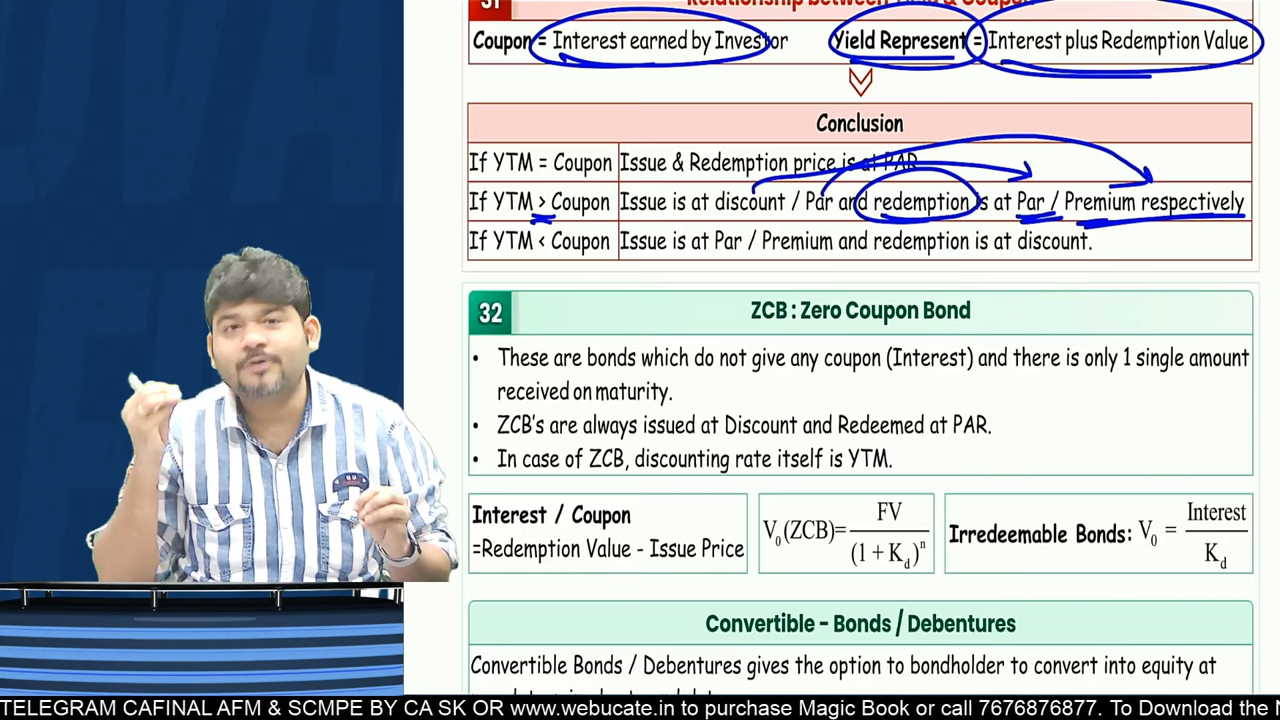 31 Relationship between Yield & Coupon
Coupon = Interest earned by Investor Yield Represent = Interest plus Redemption Value
Conclusion
If YTM = Coupon Issue & Redemption price is at PAR
If YTM > Coupon Issue is at discount / Par and redemption is at Par / Premium respectively
If YTM < Coupon Issue is at Par / Premium and redemption is at discount.
32 ZCB : Zero Coupon Bond
• These are bonds which do not give any coupon (Interest) and there is only 1 single amount
received on maturity.
• ZCB's are always issued at Discount and Redeemed at PAR.
• In case of ZCB, discounting rate itself is YTM.
Interest / Coupon
=Redemption Value - Issue Price
V₀(ZCB)= FV / (1 + K_d)ⁿ
Irredeemable Bonds: V₀ = Interest / K_d
Convertible - Bonds / Debentures
Convertible Bonds / Debentures gives the option to bondholder to convert into equity at
TELEGRAM CAFINAL AFM & SCMPE BY CA SK OR www.webucate.in to purchase Magic Book or call 7676876877. To Download the